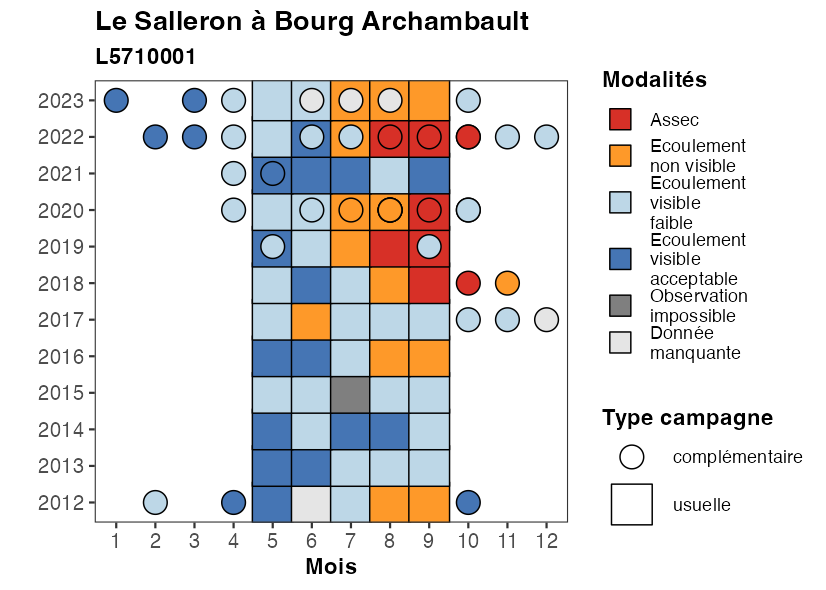 Le Salleron à Bourg Archambault
L5710001
2023
2022
2021
2020
2019
2018
2017
2016
2015
2014
2013
2012
1 2 3 4 5 6 7 8 9 10 11 12
Mois
Modalités
Assec
Ecoulement
non visible
Ecoulement
visible
faible
Ecoulement
visible
acceptable
Observation
impossible
Donnée
manquante
Type campagne
complémentaire
usuelle